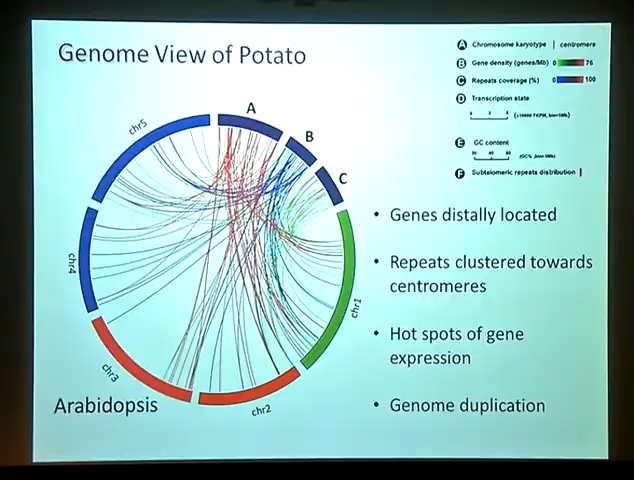 Genome View of Potato
A Chromosome karyotype | centromere
B Gene density (genes/Mb) 0 76
C Repeats coverage (%) 0 100
D Transcription state
E GC content
F Subtelomeric repeats distribution |
A
B
C
chr5
chr4
chr3
chr2
chr1
Arabidopsis
• Genes distally located
• Repeats clustered towards
centromeres
• Hot spots of gene
expression
• Genome duplication